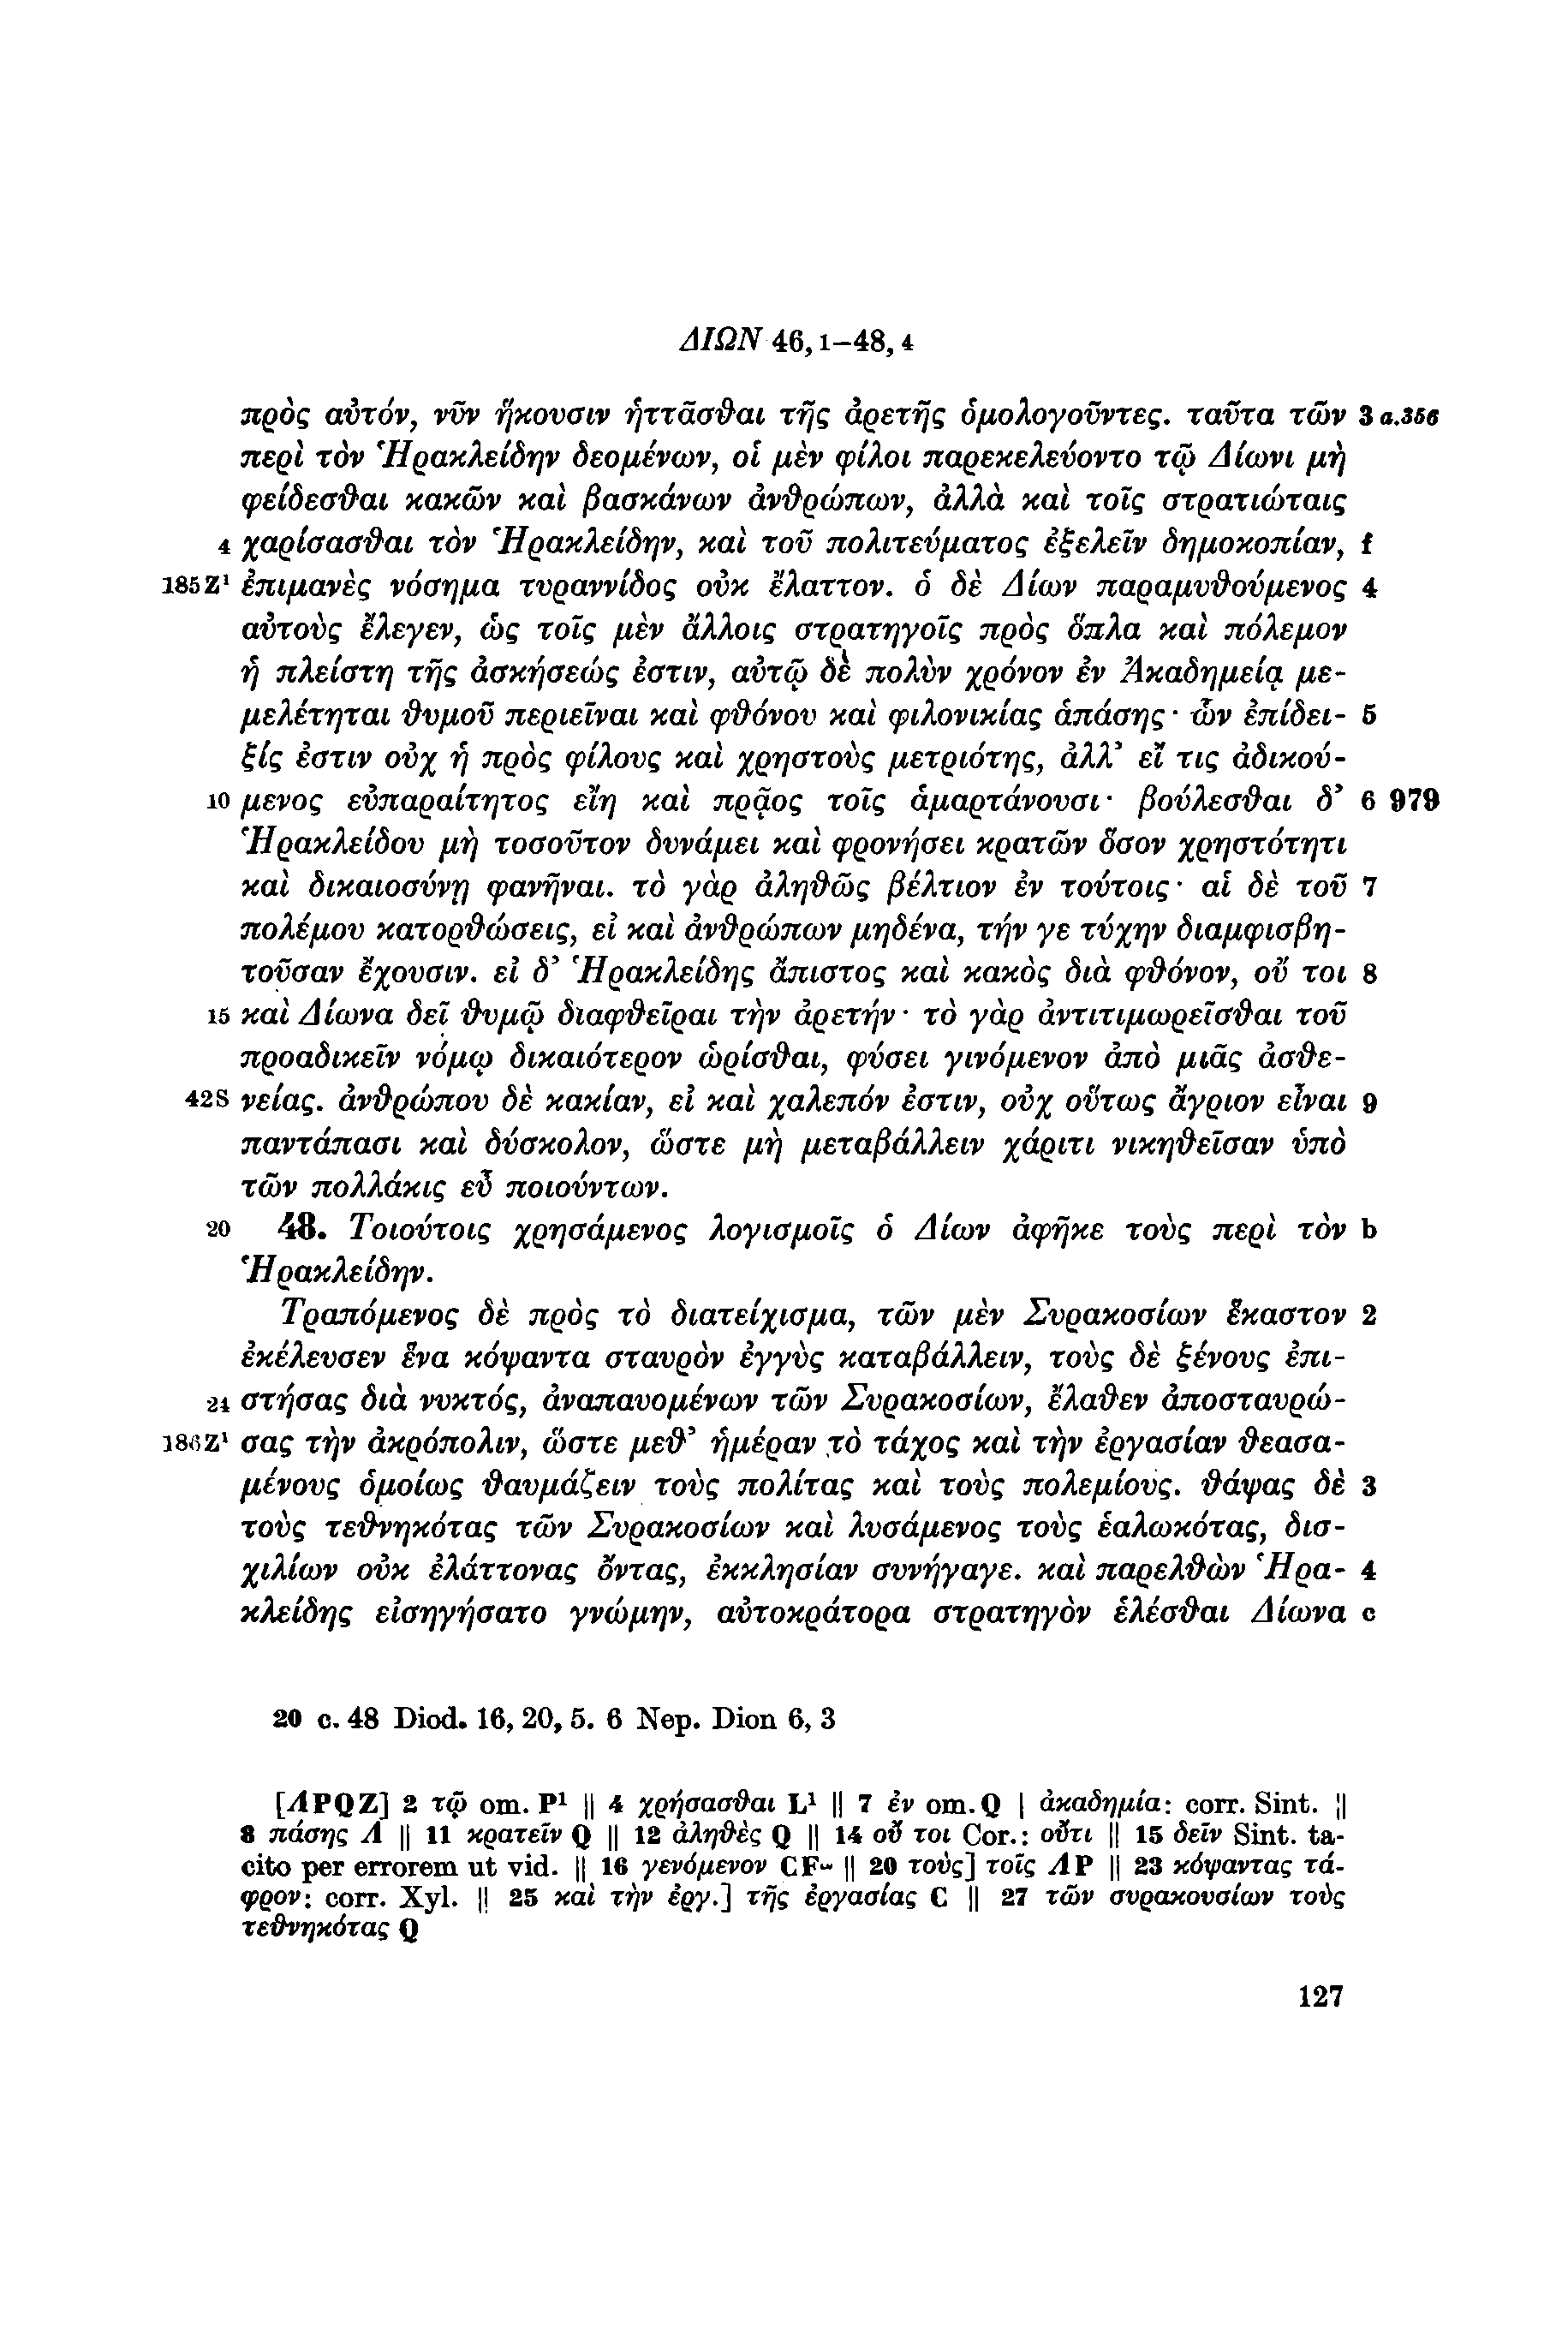 ΔΙΩΝ 46,1–48,4
πρὸς αὐτόν, νῦν ἥκουσιν ἡττᾶσθαι τῆς ἀρετῆς ὁμολογοῦντες. ταῦτα τῶν 3 a.356
περὶ τὸν Ἡρακλείδην δεομένων, οἱ μὲν φίλοι παρεκελεύοντο τῷ Δίωνι μὴ
φείδεσθαι κακῶν καὶ βασκάνων ἀνθρώπων, ἀλλὰ καὶ τοῖς στρατιώταις
4 χαρίσασθαι τὸν Ἡρακλείδην, καὶ τοῦ πολιτεύματος ἐξελεῖν δημοκοπίαν, f
185Z¹ ἐπιμανὲς νόσημα τυραννίδος οὐκ ἔλαττον. ὁ δὲ Δίων παραμυθούμενος 4
αὐτοὺς ἔλεγεν, ὡς τοῖς μὲν ἄλλοις στρατηγοῖς πρὸς ὅπλα καὶ πόλεμον
ἡ πλείστη τῆς ἀσκήσεώς ἐστιν, αὐτῷ δὲ πολὺν χρόνον ἐν Ἀκαδημείᾳ με-
μελέτηται θυμοῦ περιεῖναι καὶ φθόνου καὶ φιλονικίας ἁπάσης· ὧν ἐπίδει- 5
ξίς ἐστιν οὐχ ἡ πρὸς φίλους καὶ χρηστοὺς μετριότης, ἀλλ’ εἴ τις ἀδικού-
10 μενος εὐπαραίτητος εἴη καὶ πρᾷος τοῖς ἁμαρτάνουσι· βούλεσθαι δ’ 6 979
Ἡρακλείδου μὴ τοσοῦτον δυνάμει καὶ φρονήσει κρατῶν ὅσον χρηστότητι
καὶ δικαιοσύνῃ φανῆναι. τὸ γὰρ ἀληθῶς βέλτιον ἐν τούτοις· αἱ δὲ τοῦ 7
πολέμου κατορθώσεις, εἰ καὶ ἀνθρώπων μηδένα, τήν γε τύχην διαμφισβη-
τοῦσαν ἔχουσιν. εἰ δ’ Ἡρακλείδης ἄπιστος καὶ κακὸς διὰ φθόνον, οὔ τοι 8
15 καὶ Δίωνα δεῖ θυμῷ διαφθεῖραι τὴν ἀρετήν· τὸ γὰρ ἀντιτιμωρεῖσθαι τοῦ
προαδικεῖν νόμῳ δικαιότερον ὡρίσθαι, φύσει γινόμενον ἀπὸ μιᾶς ἀσθε-
42S νείας. ἀνθρώπου δὲ κακίαν, εἰ καὶ χαλεπόν ἐστιν, οὐχ οὕτως ἄγριον εἶναι 9
παντάπασι καὶ δύσκολον, ὥστε μὴ μεταβάλλειν χάριτι νικηθεῖσαν ὑπὸ
τῶν πολλάκις εὖ ποιούντων.
20 48. Τοιούτοις χρησάμενος λογισμοῖς ὁ Δίων ἀφῆκε τοὺς περὶ τὸν b
Ἡρακλείδην.
Τραπόμενος δὲ πρὸς τὸ διατείχισμα, τῶν μὲν Συρακοσίων ἕκαστον 2
ἐκέλευσεν ἕνα κόψαντα σταυρὸν ἐγγὺς καταβάλλειν, τοὺς δὲ ξένους ἐπι-
24 στήσας διὰ νυκτός, ἀναπαυομένων τῶν Συρακοσίων, ἔλαθεν ἀποσταυρώ-
186Z¹ σας τὴν ἀκρόπολιν, ὥστε μεθ’ ἡμέραν τὸ τάχος καὶ τὴν ἐργασίαν θεασα-
μένους ὁμοίως θαυμάζειν τοὺς πολίτας καὶ τοὺς πολεμίους. θάψας δὲ 3
τοὺς τεθνηκότας τῶν Συρακοσίων καὶ λυσάμενος τοὺς ἑαλωκότας, δισ-
χιλίων οὐκ ἐλάττονας ὄντας, ἐκκλησίαν συνήγαγε. καὶ παρελθὼν Ἡρα- 4
κλείδης εἰσηγήσατο γνώμην, αὐτοκράτορα στρατηγὸν ἑλέσθαι Δίωνα c
20 c. 48 Diod. 16, 20, 5. 6 Nep. Dion 6, 3
[ΛPQZ] 2 τῷ om. P¹ || 4 χρήσασθαι L¹ || 7 ἐν om. Q | ἀκαδημία: corr. Sint. ||
8 πάσης Λ || 11 κρατεῖν Q || 12 ἀληθὲς Q || 14 οὔ τοι Cor.: οὔτι || 15 δεῖν Sint. ta-
cito per errorem ut vid. || 16 γενόμενον CF~ || 20 τοὺς] τοῖς ΛP || 23 κόψαντας τά-
φρον: corr. Xyl. || 25 καὶ τὴν ἐργ.] τῆς ἐργασίας C || 27 τῶν συρακουσίων τοὺς
τεθνηκότας Q
127